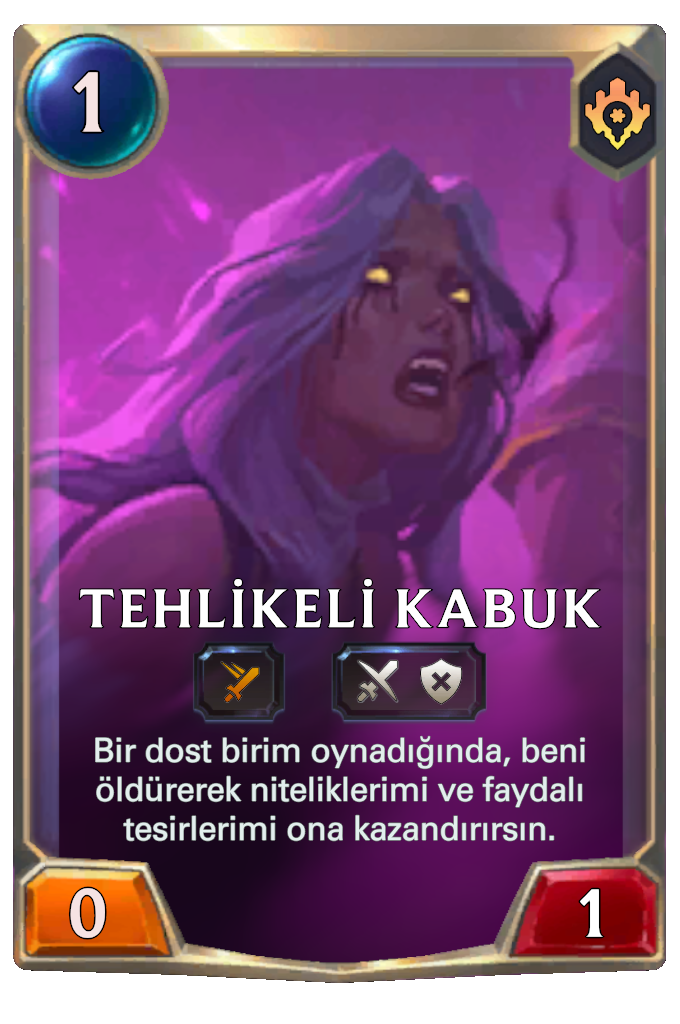 1
TEHLİKELİ KABUK
Bir dost birim oynadığında, beni
öldürerek niteliklerimi ve faydalı
tesirlerimi ona kazandırırsın.
0
1